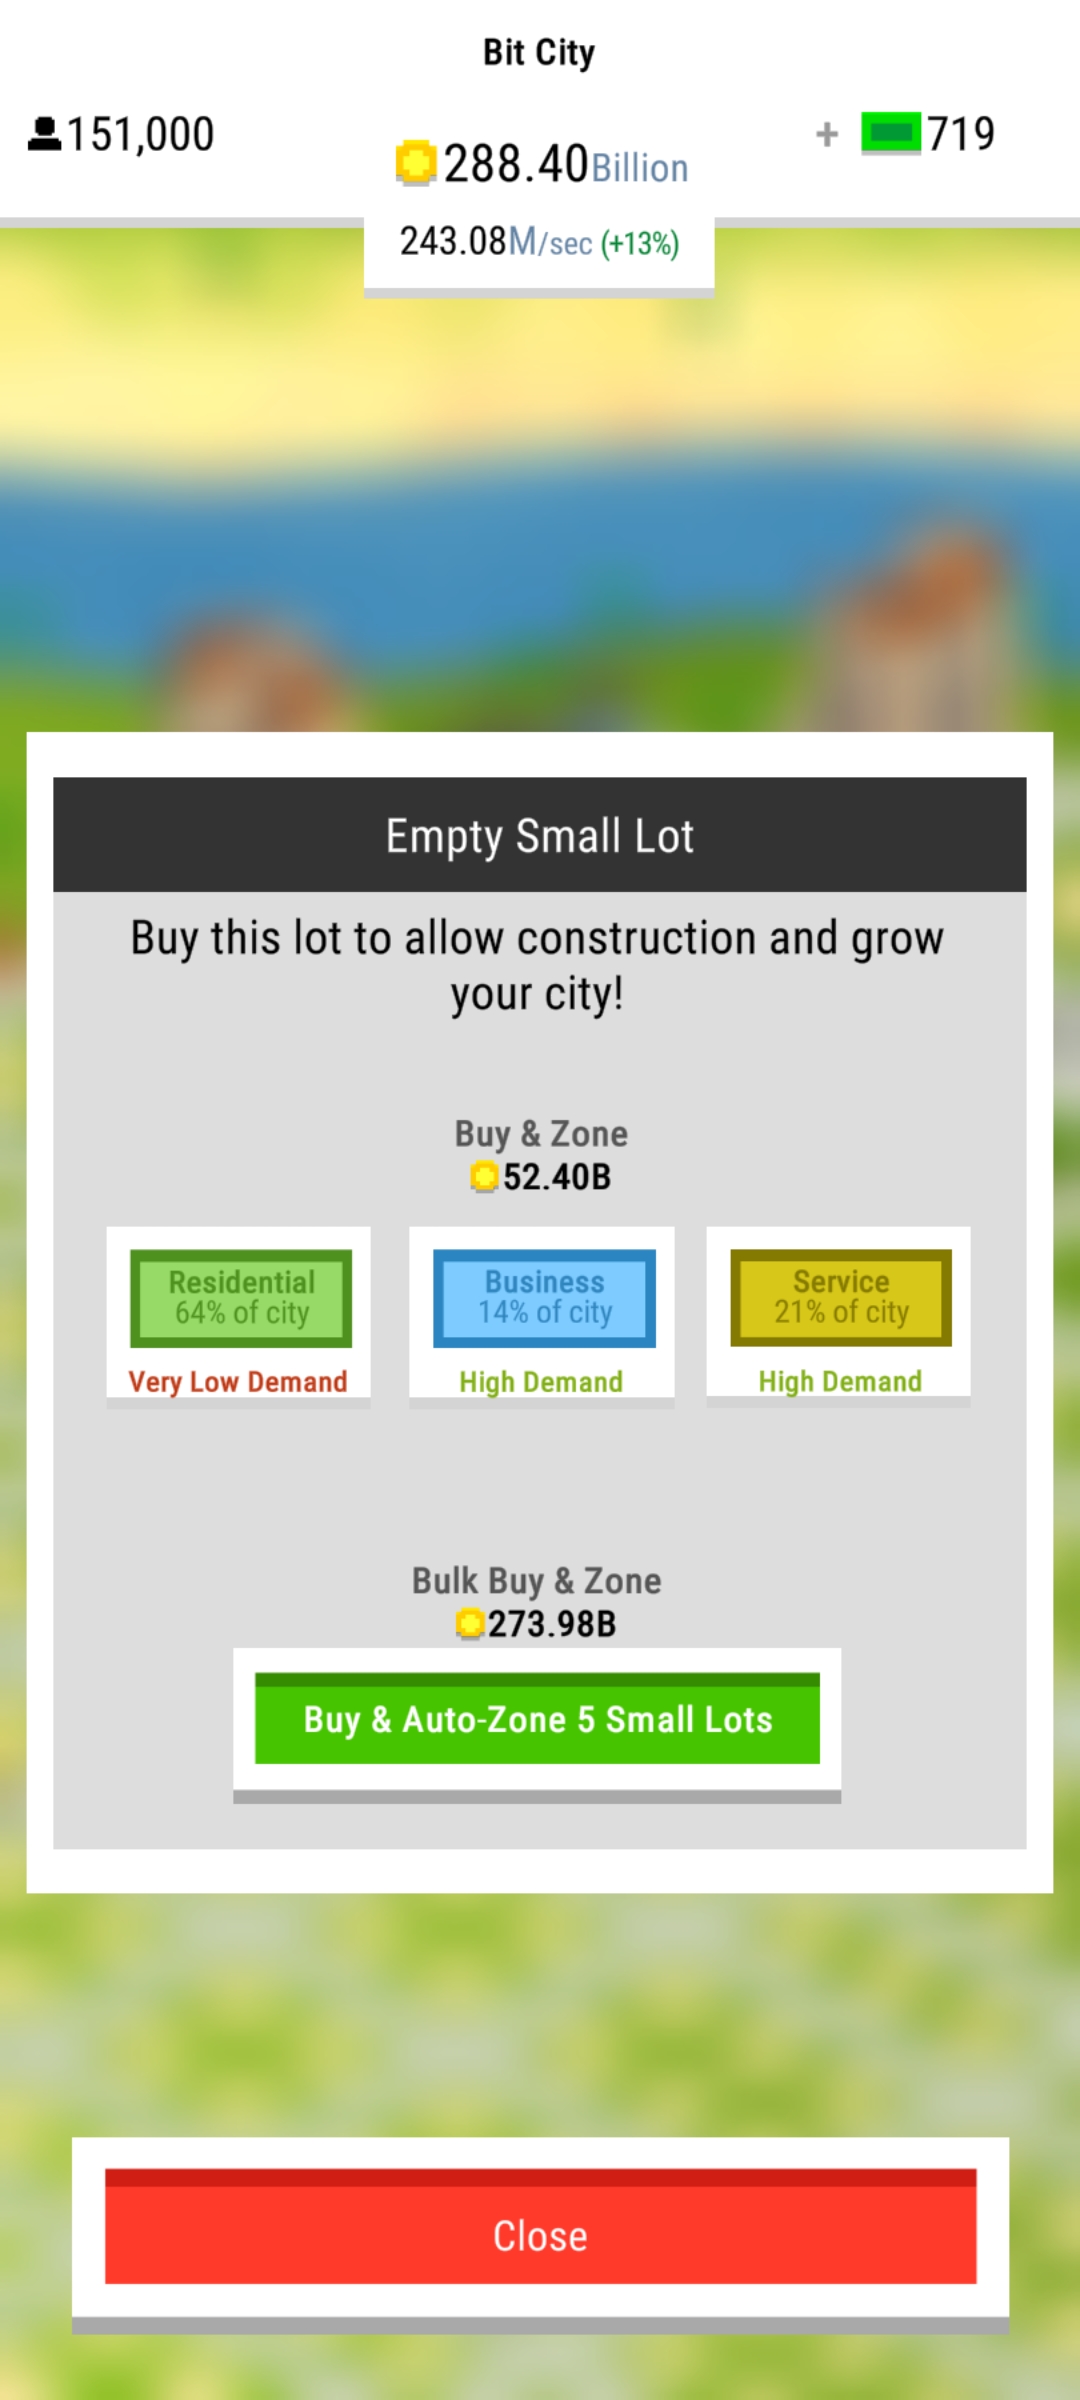 Bit City
151,000
288.40Billion
+ 719
243.08M/sec (+13%)
Empty Small Lot
Buy this lot to allow construction and grow
your city!
Buy & Zone
52.40B
Residential
64% of city
Very Low Demand
Business
14% of city
High Demand
Service
21% of city
High Demand
Bulk Buy & Zone
273.98B
Buy & Auto-Zone 5 Small Lots
Close